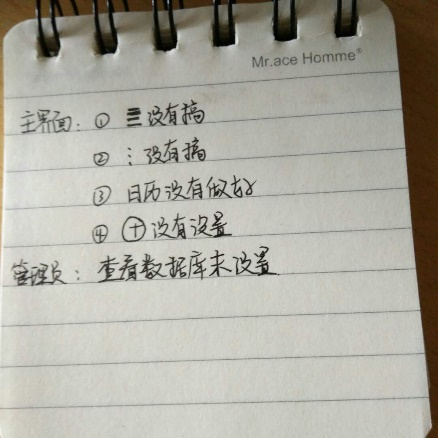 Mr.ace Homme®
主界面: ① ☰ 没有搞
② ⋮ 没有搞
③ 日历没有做好
④ ⊕ 没有设置
管理员: 查看数据库未设置